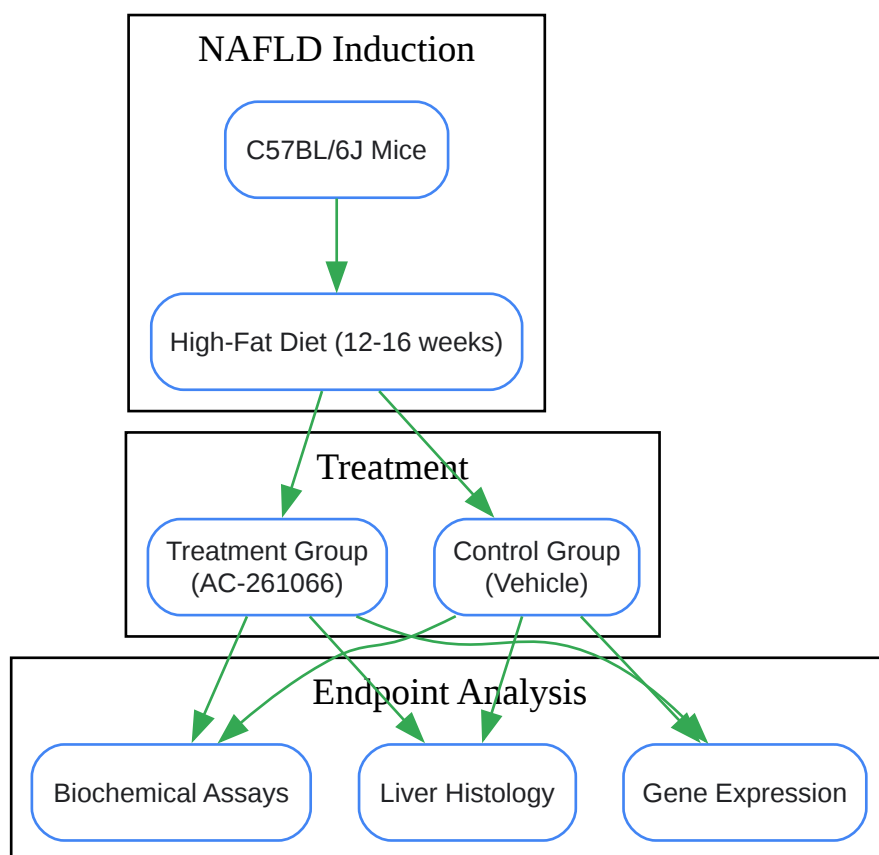 NAFLD Induction
C57BL/6J Mice
High-Fat Diet (12-16 weeks)
Treatment
Treatment Group
(AC-261066)
Control Group
(Vehicle)
Endpoint Analysis
Biochemical Assays
Liver Histology
Gene Expression